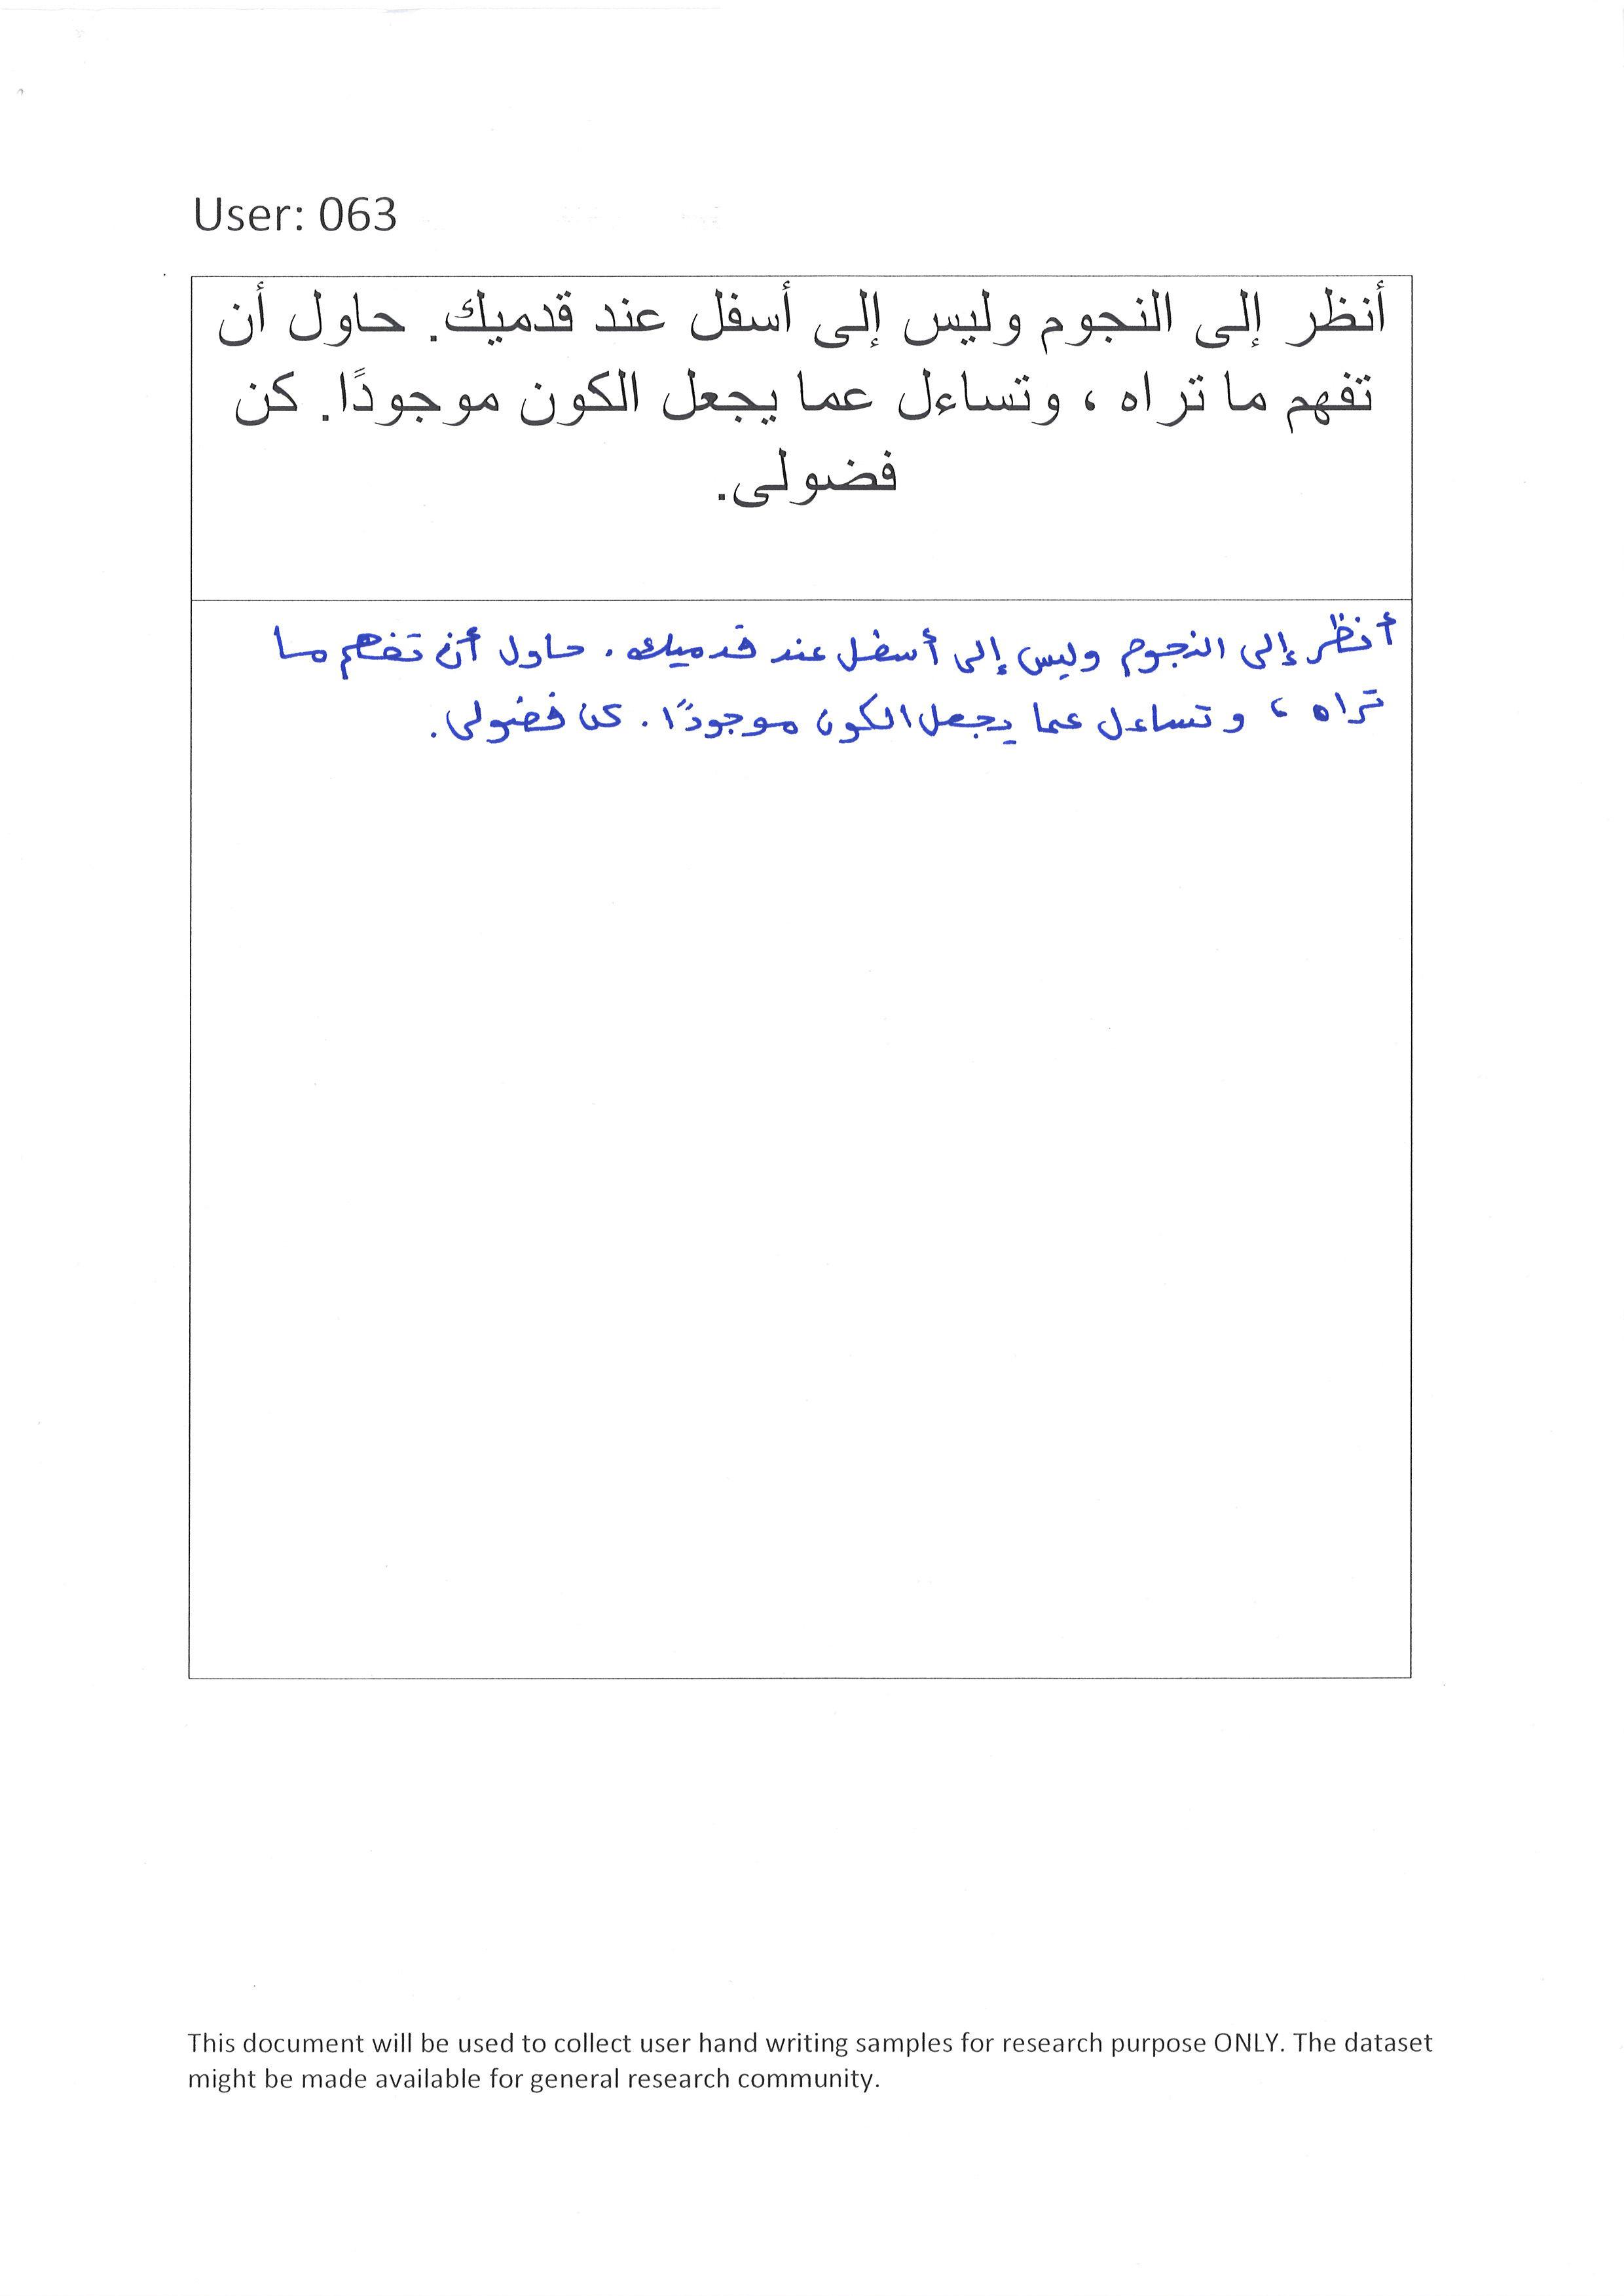 User: 063
أنظر إلى النجوم وليس إلى أسفل عند قدميك. حاول أن
تفهم ما تراه ، وتساءل عما يجعل الكون موجودًا. كن
فضولى.
أنظر إلى النجوم وليس إلى أسفل عند قدميك . حاول أن تفهم ما
تراه ، و تساءل عما يجعل الكون موجودًا . كن فضولى .
This document will be used to collect user hand writing samples for research purpose ONLY. The dataset
might be made available for general research community.